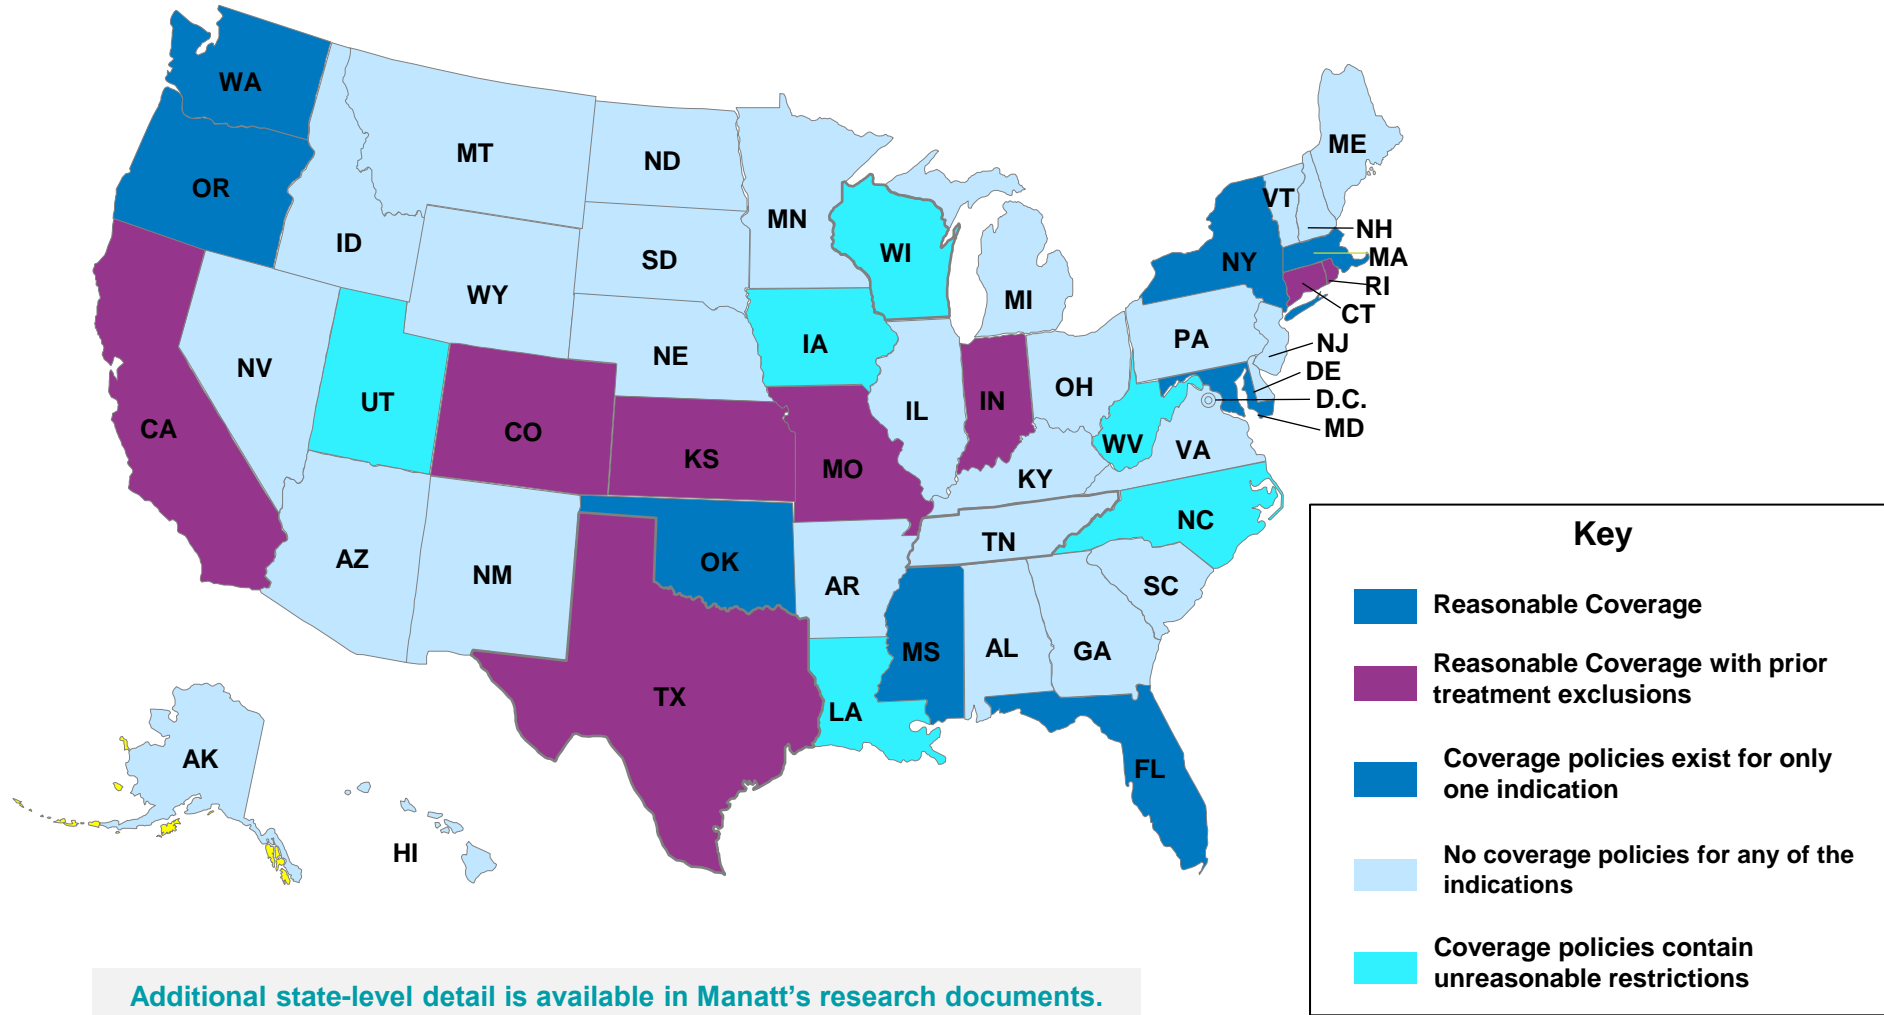 WA
MT
ND
ME
OR
MN
VT
ID
NH
SD
WI
MA
NY
RI
WY
MI
CT
IA
PA
NJ
NE
DE
NV
OH
D.C.
UT
IL
IN
MD
CA
CO
WV
VA
KS
MO
KY
NC
TN
AZ
OK
NM
AR
SC
MS
AL
GA
TX
LA
AK
FL
HI
Key
Reasonable Coverage
Reasonable Coverage with prior
treatment exclusions
Coverage policies exist for only
one indication
No coverage policies for any of the
indications
Coverage policies contain
unreasonable restrictions
Additional state-level detail is available in Manatt's research documents.